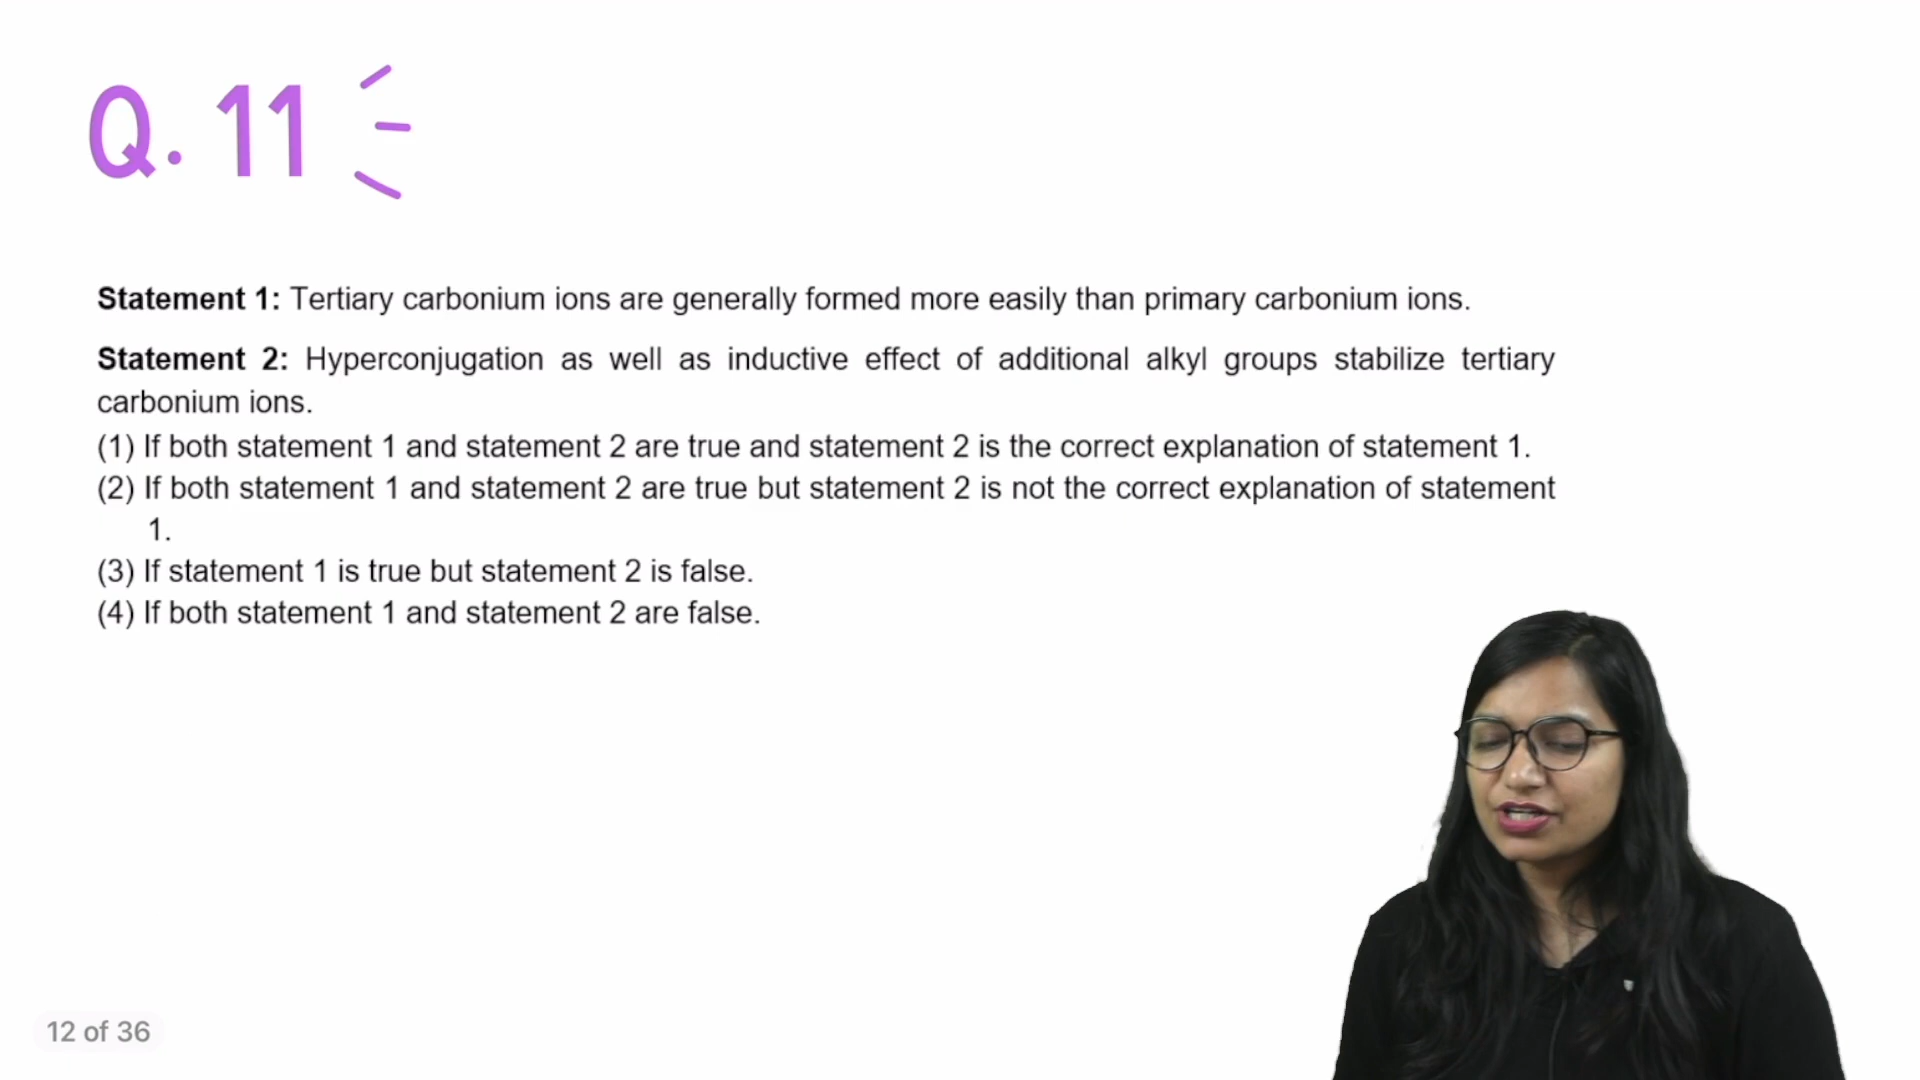 Q. 11
Statement 1: Tertiary carbonium ions are generally formed more easily than primary carbonium ions.
Statement 2: Hyperconjugation as well as inductive effect of additional alkyl groups stabilize tertiary
carbonium ions.
(1) If both statement 1 and statement 2 are true and statement 2 is the correct explanation of statement 1.
(2) If both statement 1 and statement 2 are true but statement 2 is not the correct explanation of statement
1.
(3) If statement 1 is true but statement 2 is false.
(4) If both statement 1 and statement 2 are false.
12 of 36